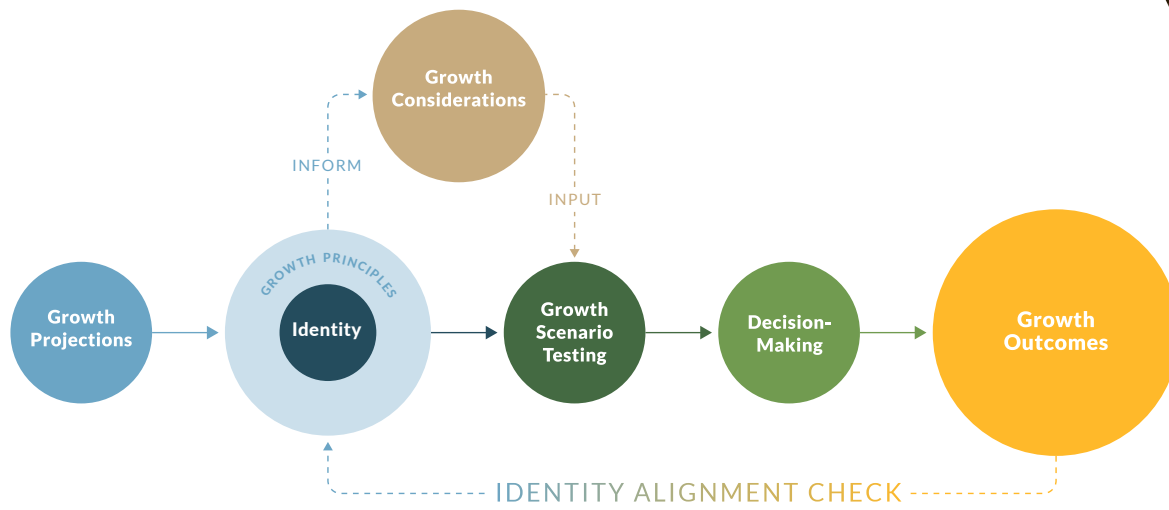 Growth
Considerations
INFORM
INPUT
GROWTH PRINCIPLES
Growth
Projections
Identity
Growth
Scenario
Testing
Decision-
Making
Growth
Outcomes
IDENTITY ALIGNMENT CHECK